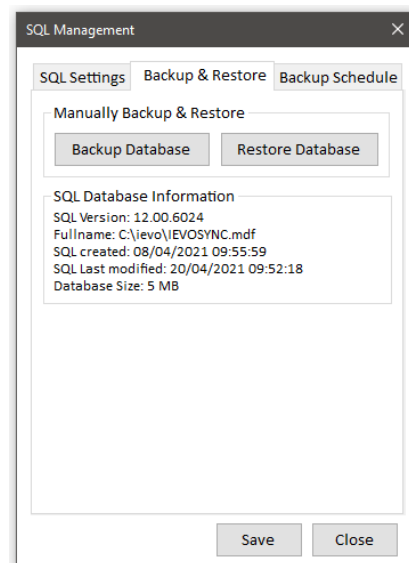 SQL Management
SQL Settings Backup & Restore Backup Schedule
Manually Backup & Restore
Backup Database Restore Database
SQL Database Information
SQL Version: 12.00.6024
Fullname: C:\ievo\IEVOSYNC.mdf
SQL created: 08/04/2021 09:55:59
SQL Last modified: 20/04/2021 09:52:18
Database Size: 5 MB
Save Close